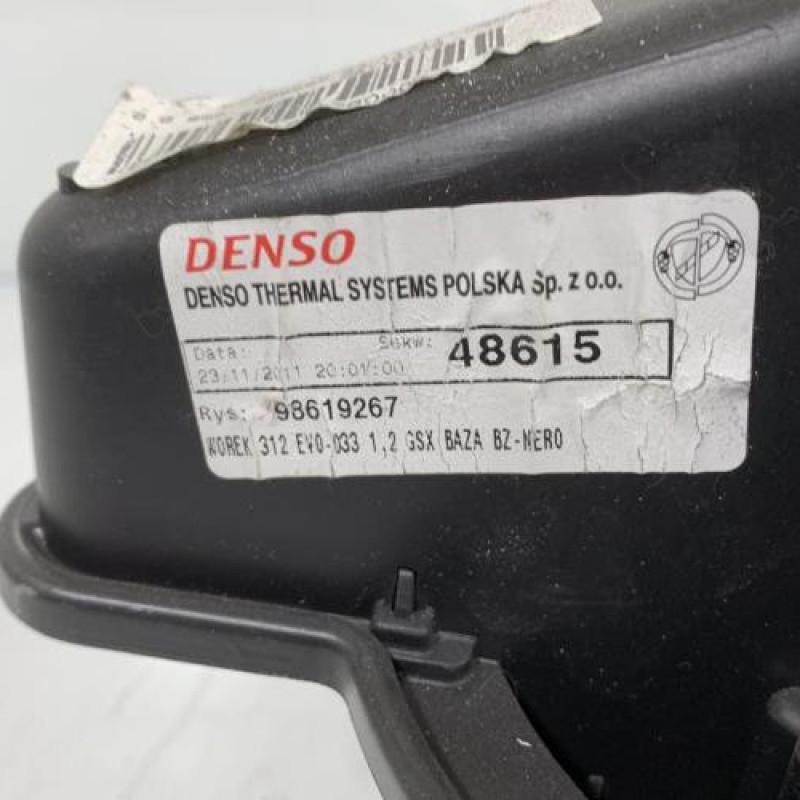 DENSO
DENSO THERMAL SYSTEMS POLSKA Sp. z o.o.
Data: Sekw: 48615
23/11/2011 20:01:00
Rys: 98619267
WOREK 312 EVO-033 1,2 GSX BAZA BZ-NERO